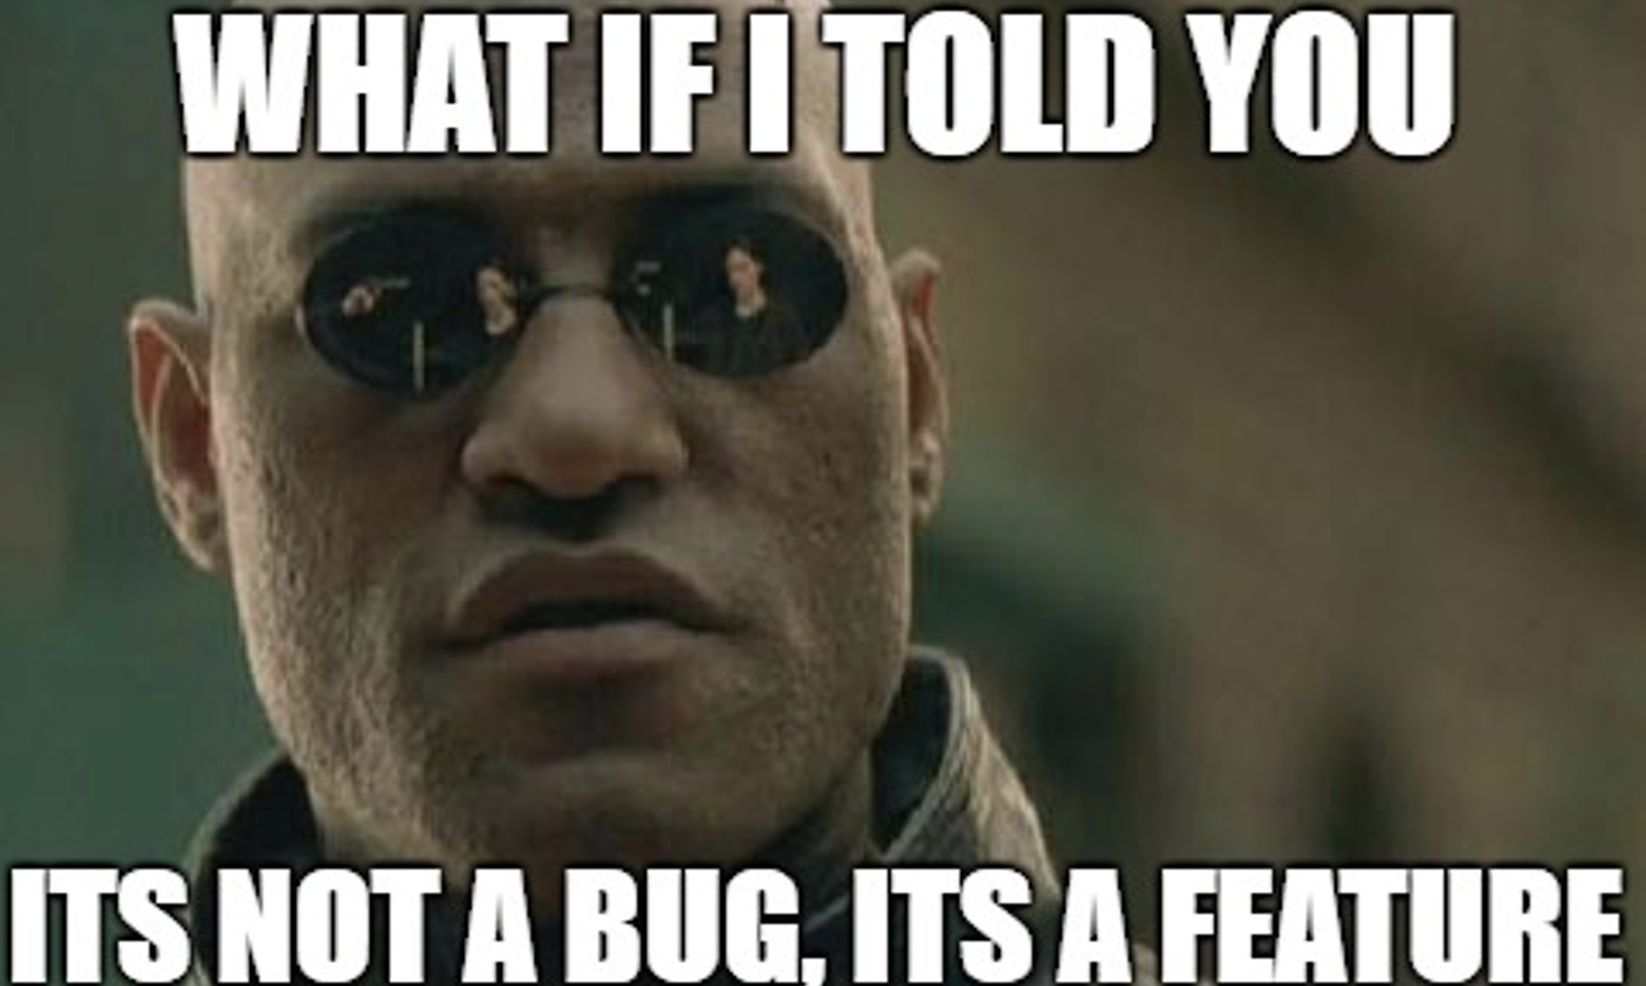 WHAT IF I TOLD YOU
ITS NOT A BUG, ITS A FEATURE